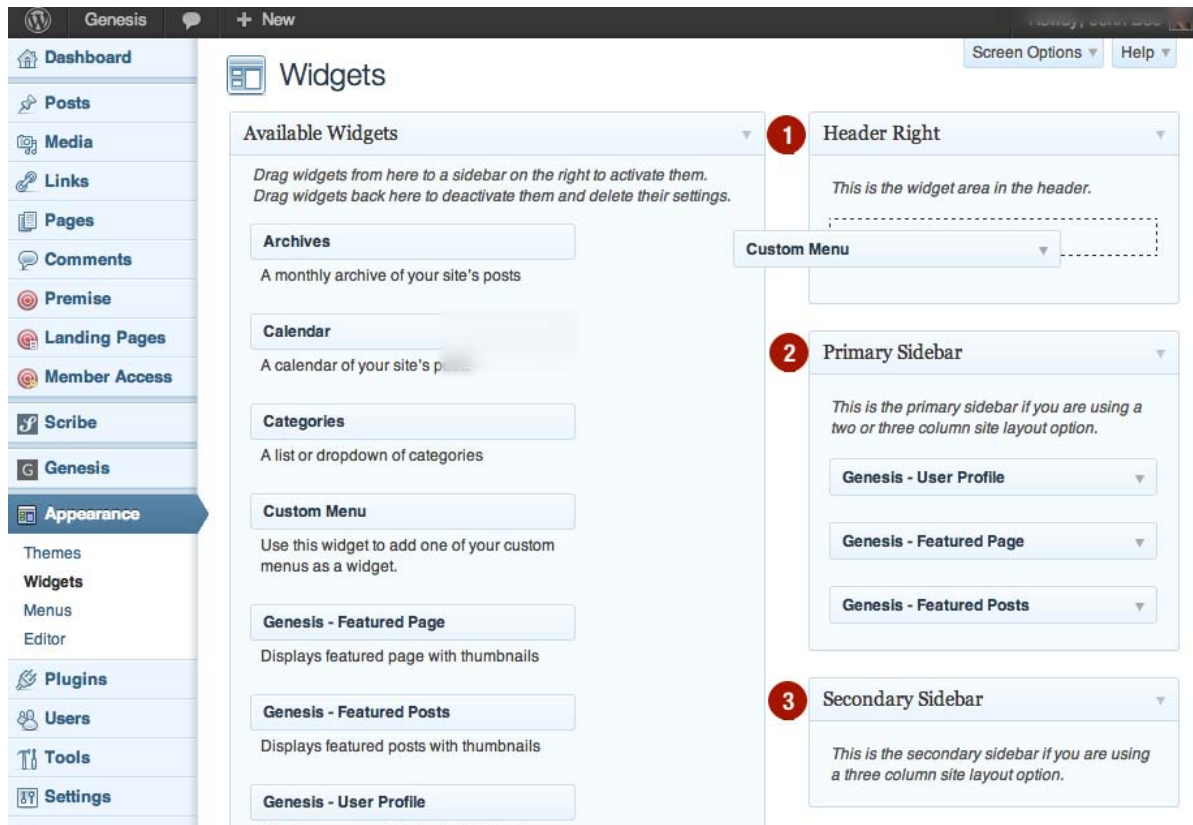 Genesis
+ New
Screen Options
Help
Dashboard
Posts
Media
Links
Pages
Comments
Premise
Landing Pages
Member Access
Scribe
G Genesis
Appearance
Themes
Widgets
Menus
Editor
Plugins
Users
Tools
Settings
Widgets
Available Widgets
Drag widgets from here to a sidebar on the right to activate them.
Drag widgets back here to deactivate them and delete their settings.
Archives
A monthly archive of your site's posts
Calendar
A calendar of your site's
Categories
A list or dropdown of categories
Custom Menu
Use this widget to add one of your custom
menus as a widget.
Genesis - Featured Page
Displays featured page with thumbnails
Genesis - Featured Posts
Displays featured posts with thumbnails
Genesis - User Profile
1 Header Right
This is the widget area in the header.
Custom Menu
2 Primary Sidebar
This is the primary sidebar if you are using a
two or three column site layout option.
Genesis - User Profile
Genesis - Featured Page
Genesis - Featured Posts
3 Secondary Sidebar
This is the secondary sidebar if you are using
a three column site layout option.